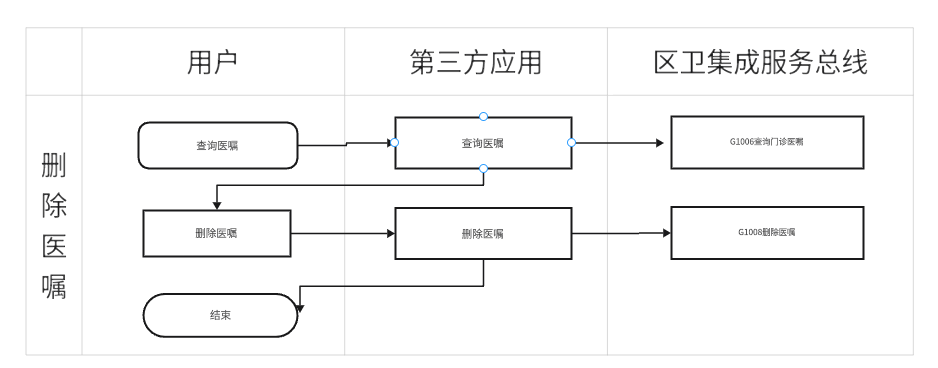 用户
第三方应用
区卫集成服务总线
删除医嘱
查询医嘱
查询医嘱
G1006查询门诊医嘱
删除医嘱
删除医嘱
G1008删除医嘱
结束